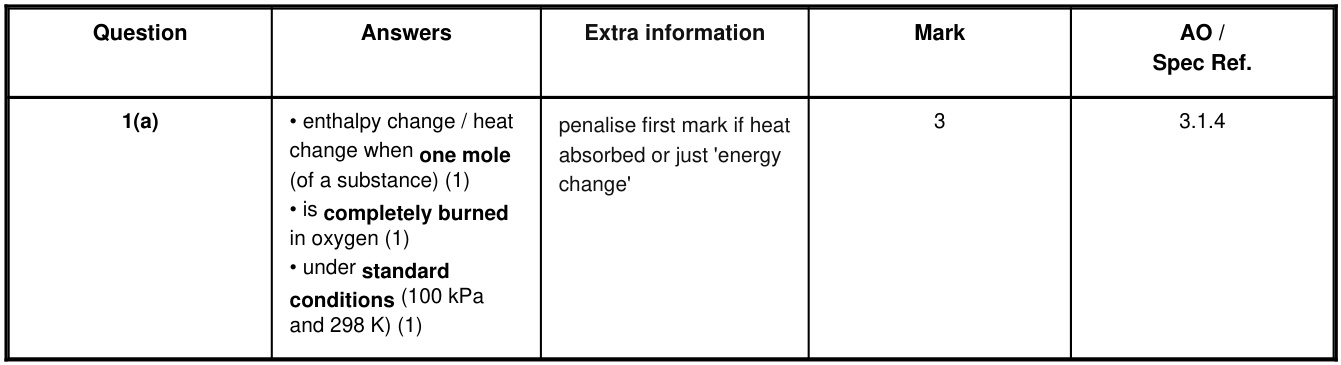 Question Answers Extra information Mark AO /
Spec Ref.
1(a)
• enthalpy change / heat
change when one mole
(of a substance) (1)
• is completely burned
in oxygen (1)
• under standard
conditions (100 kPa
and 298 K) (1)
penalise first mark if heat
absorbed or just 'energy
change'
3
3.1.4